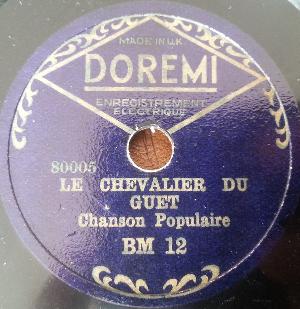 MADE IN U.K.
DOREMI
ENREGISTREMENT
ELECTRIQUE
80005
LE CHEVALIER DU
GUET
Chanson Populaire
BM 12